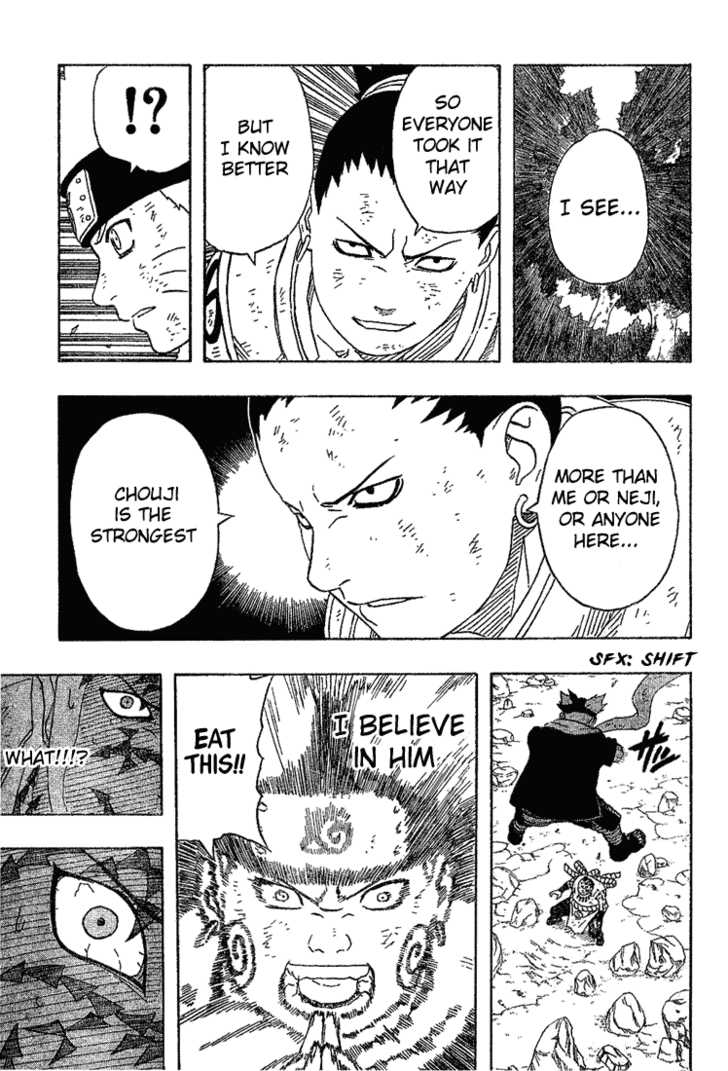 I SEE...
SO
EVERYONE
TOOK IT
THAT
WAY
BUT
I KNOW
BETTER
!?
MORE THAN
ME OR NEJI,
OR ANYONE
HERE...
CHOUJI
IS THE
STRONGEST
SFX: SHIFT
I BELIEVE
IN HIM
EAT
THIS!!
WHAT!!!?